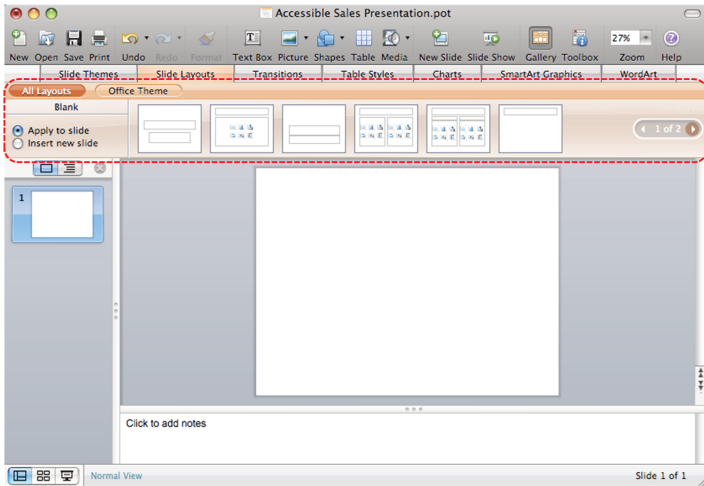 Accessible Sales Presentation.pot
27%
New Open Save Print Undo Redo Format Text Box Picture Shapes Table Media New Slide Slide Show Gallery Toolbox Zoom Help
Slide Themes Slide Layouts Transitions Table Styles Charts SmartArt Graphics WordArt
All Layouts Office Theme
Blank
Apply to slide
Insert new slide
1 of 2
1
Click to add notes
Normal View Slide 1 of 1